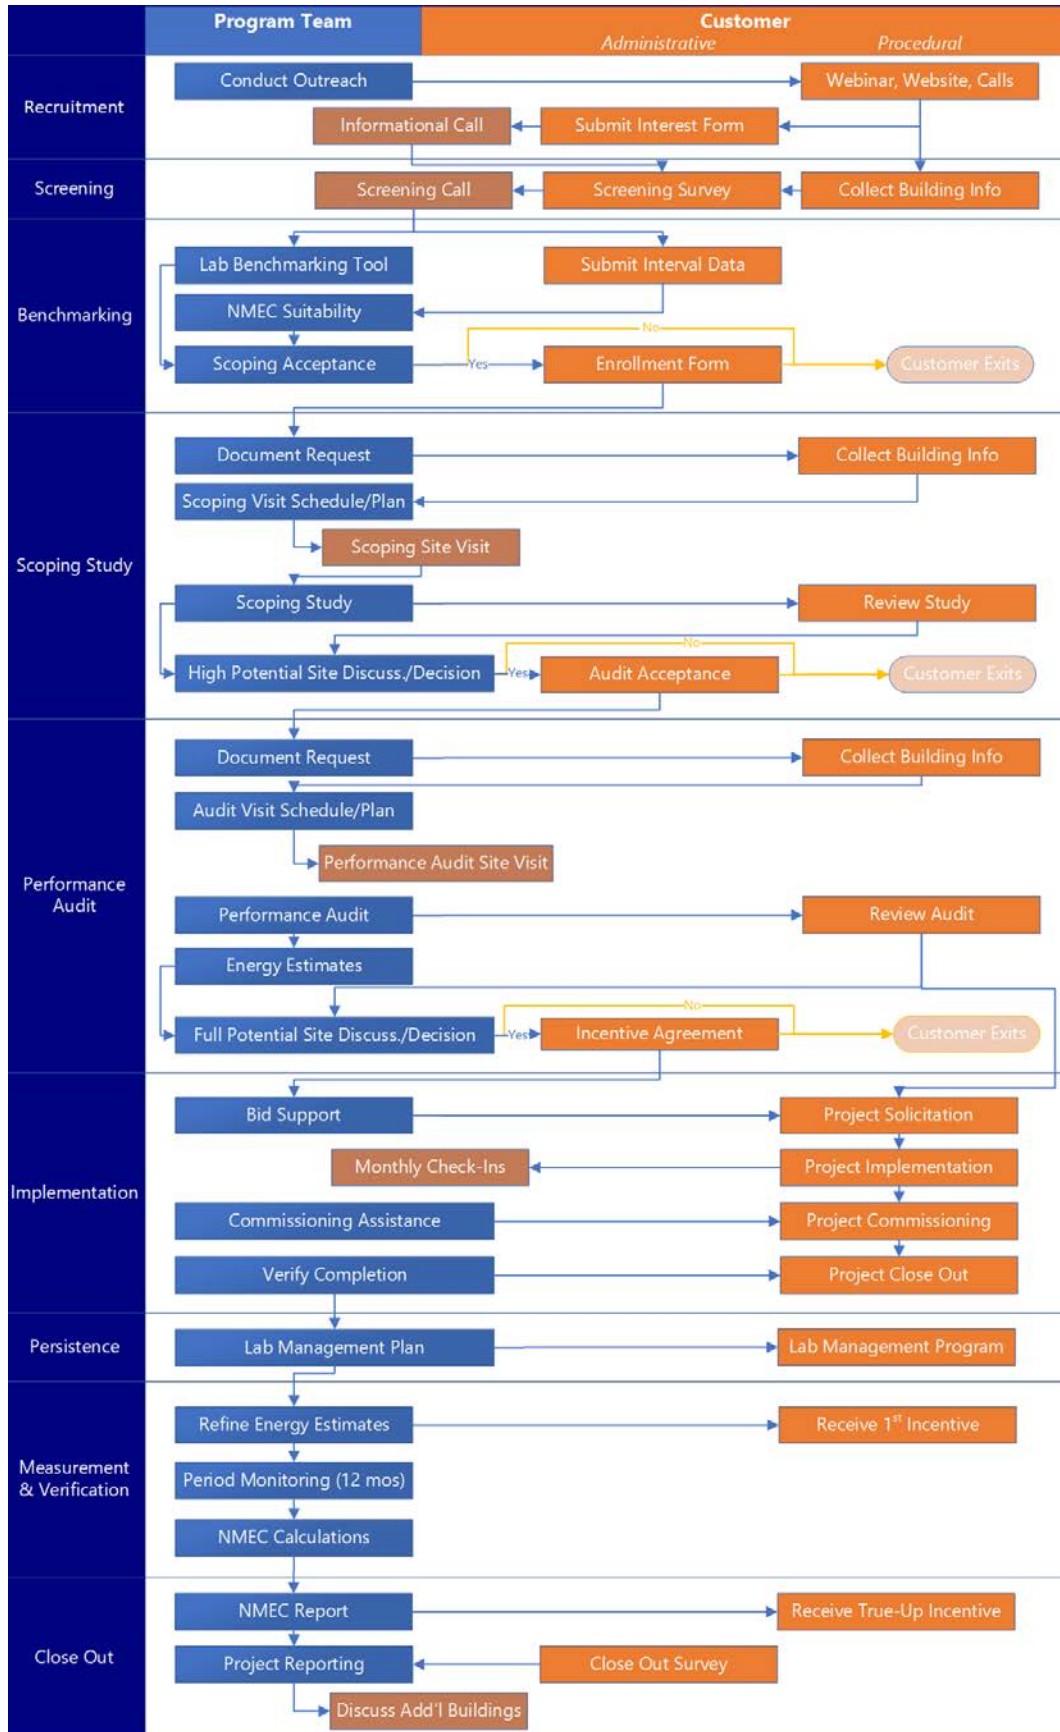 Program Team
Customer
Administrative
Procedural
Recruitment
Conduct Outreach
Webinar, Website, Calls
Informational Call
Submit Interest Form
Screening
Screening Call
Screening Survey
Collect Building Info
Benchmarking
Lab Benchmarking Tool
Submit Interval Data
NMEC Suitability
No
Scoping Acceptance
Yes
Enrollment Form
Customer Exits
Scoping Study
Document Request
Collect Building Info
Scoping Visit Schedule/Plan
Scoping Site Visit
Scoping Study
Review Study
No
High Potential Site Discuss./Decision
Yes
Audit Acceptance
Customer Exits
Performance
Audit
Document Request
Collect Building Info
Audit Visit Schedule/Plan
Performance Audit Site Visit
Performance Audit
Review Audit
Energy Estimates
No
Full Potential Site Discuss./Decision
Yes
Incentive Agreement
Customer Exits
Implementation
Bid Support
Project Solicitation
Monthly Check-Ins
Project Implementation
Commissioning Assistance
Project Commissioning
Verify Completion
Project Close Out
Persistence
Lab Management Plan
Lab Management Program
Measurement
& Verification
Refine Energy Estimates
Receive 1st Incentive
Period Monitoring (12 mos)
NMEC Calculations
Close Out
NMEC Report
Receive True-Up Incentive
Project Reporting
Close Out Survey
Discuss Add'l Buildings